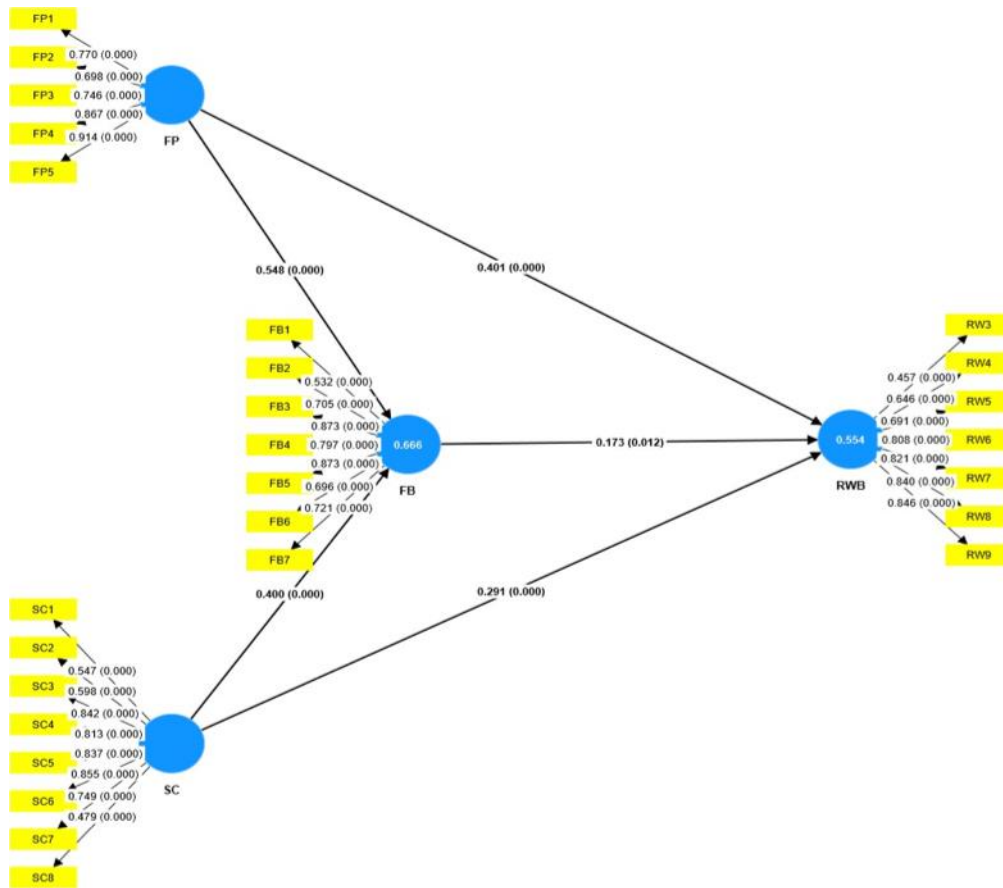 FP1
FP2
FP3
FP4
FP5
0.770 (0.000)
0.698 (0.000)
0.746 (0.000)
0.867 (0.000)
0.914 (0.000)
FP
0.548 (0.000)
0.401 (0.000)
FB1
FB2
FB3
FB4
FB5
FB6
FB7
0.532 (0.000)
0.705 (0.000)
0.873 (0.000)
0.797 (0.000)
0.873 (0.000)
0.696 (0.000)
0.721 (0.000)
0.666
FB
0.173 (0.012)
0.554
RWB
0.457 (0.000)
0.646 (0.000)
0.691 (0.000)
0.808 (0.000)
0.821 (0.000)
0.840 (0.000)
0.846 (0.000)
RW3
RW4
RW5
RW6
RW7
RW8
RW9
0.400 (0.000)
0.291 (0.000)
SC1
SC2
SC3
SC4
SC5
SC6
SC7
SC8
0.547 (0.000)
0.598 (0.000)
0.842 (0.000)
0.813 (0.000)
0.837 (0.000)
0.855 (0.000)
0.749 (0.000)
0.479 (0.000)
SC